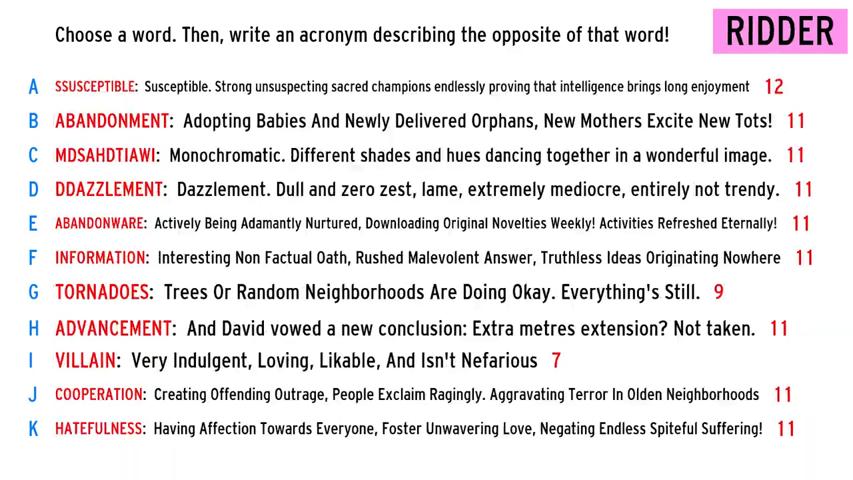 Choose a word. Then, write an acronym describing the opposite of that word!
RIDDER
A SSUSCEPTIBLE: Susceptible. Strong unsuspecting sacred champions endlessly proving that intelligence brings long enjoyment 12
B ABANDONMENT: Adopting Babies And Newly Delivered Orphans, New Mothers Excite New Tots! 11
C MDSAHDTIAWI: Monochromatic. Different shades and hues dancing together in a wonderful image. 11
D DDAZZLEMENT: Dazzlement. Dull and zero zest, lame, extremely mediocre, entirely not trendy. 11
E ABANDONWARE: Actively Being Adamantly Nurtured, Downloading Original Novelties Weekly! Activities Refreshed Eternally! 11
F INFORMATION: Interesting Non Factual Oath, Rushed Malevolent Answer, Truthless Ideas Originating Nowhere 11
G TORNADOES: Trees Or Random Neighborhoods Are Doing Okay. Everything's Still. 9
H ADVANCEMENT: And David vowed a new conclusion: Extra metres extension? Not taken. 11
I VILLAIN: Very Indulgent, Loving, Likable, And Isn't Nefarious 7
J COOPERATION: Creating Offending Outrage, People Exclaim Ragingly. Aggravating Terror In Olden Neighborhoods 11
K HATEFULNESS: Having Affection Towards Everyone, Foster Unwavering Love, Negating Endless Spiteful Suffering! 11